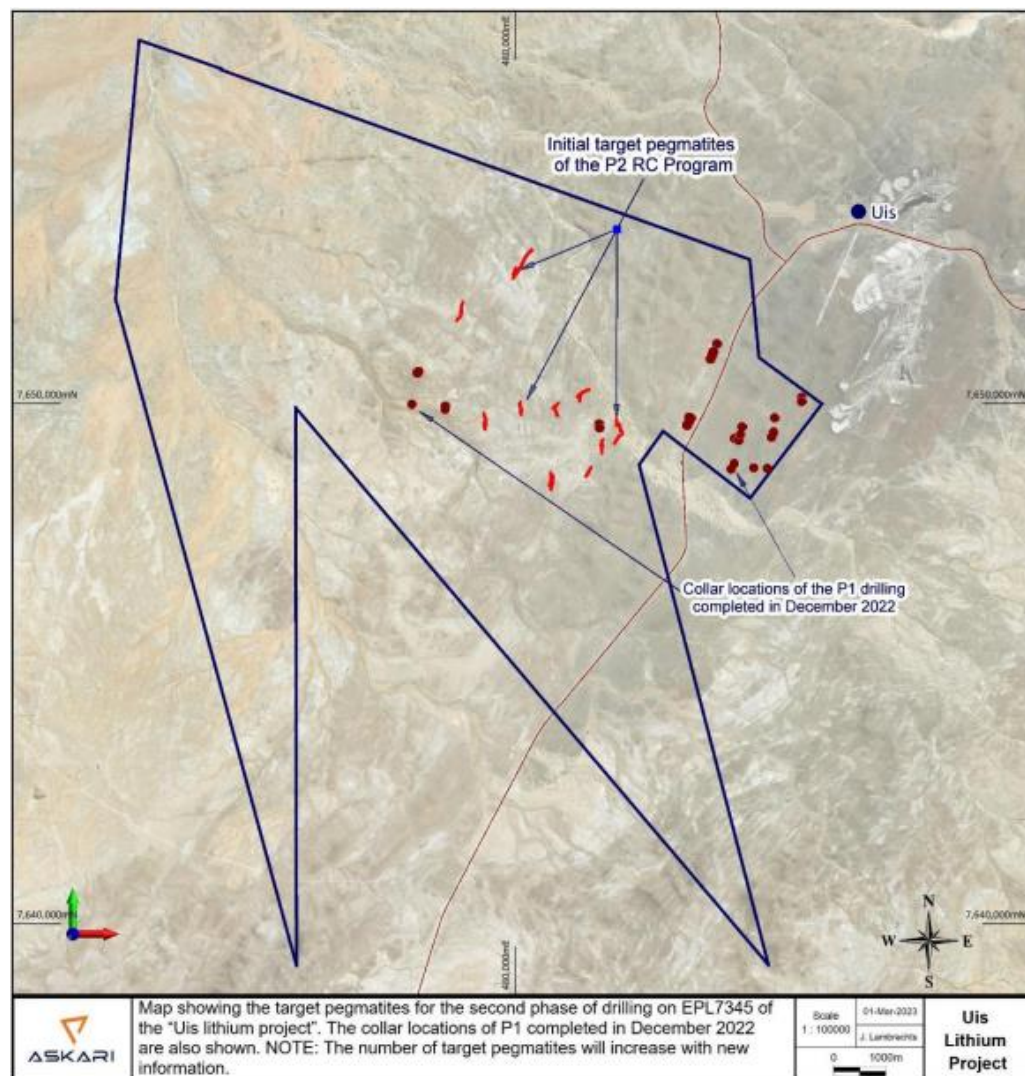 480,000mE
Initial target pegmatites
of the P2 RC Program
Uis
7,650,000mN
7,650,000mN
Collar locations of the P1 drilling
completed in December 2022
7,640,000mN
7,640,000mN
480,000mE
N
W
E
S
ASKARI
Map showing the target pegmatites for the second phase of drilling on EPL7345 of
the “Uis lithium project”. The collar locations of P1 completed in December 2022
are also shown. NOTE: The number of target pegmatites will increase with new
information.
Scale
1 : 100000
01-Mar-2023
J. Lambrechts
0 1000m
Uis
Lithium
Project